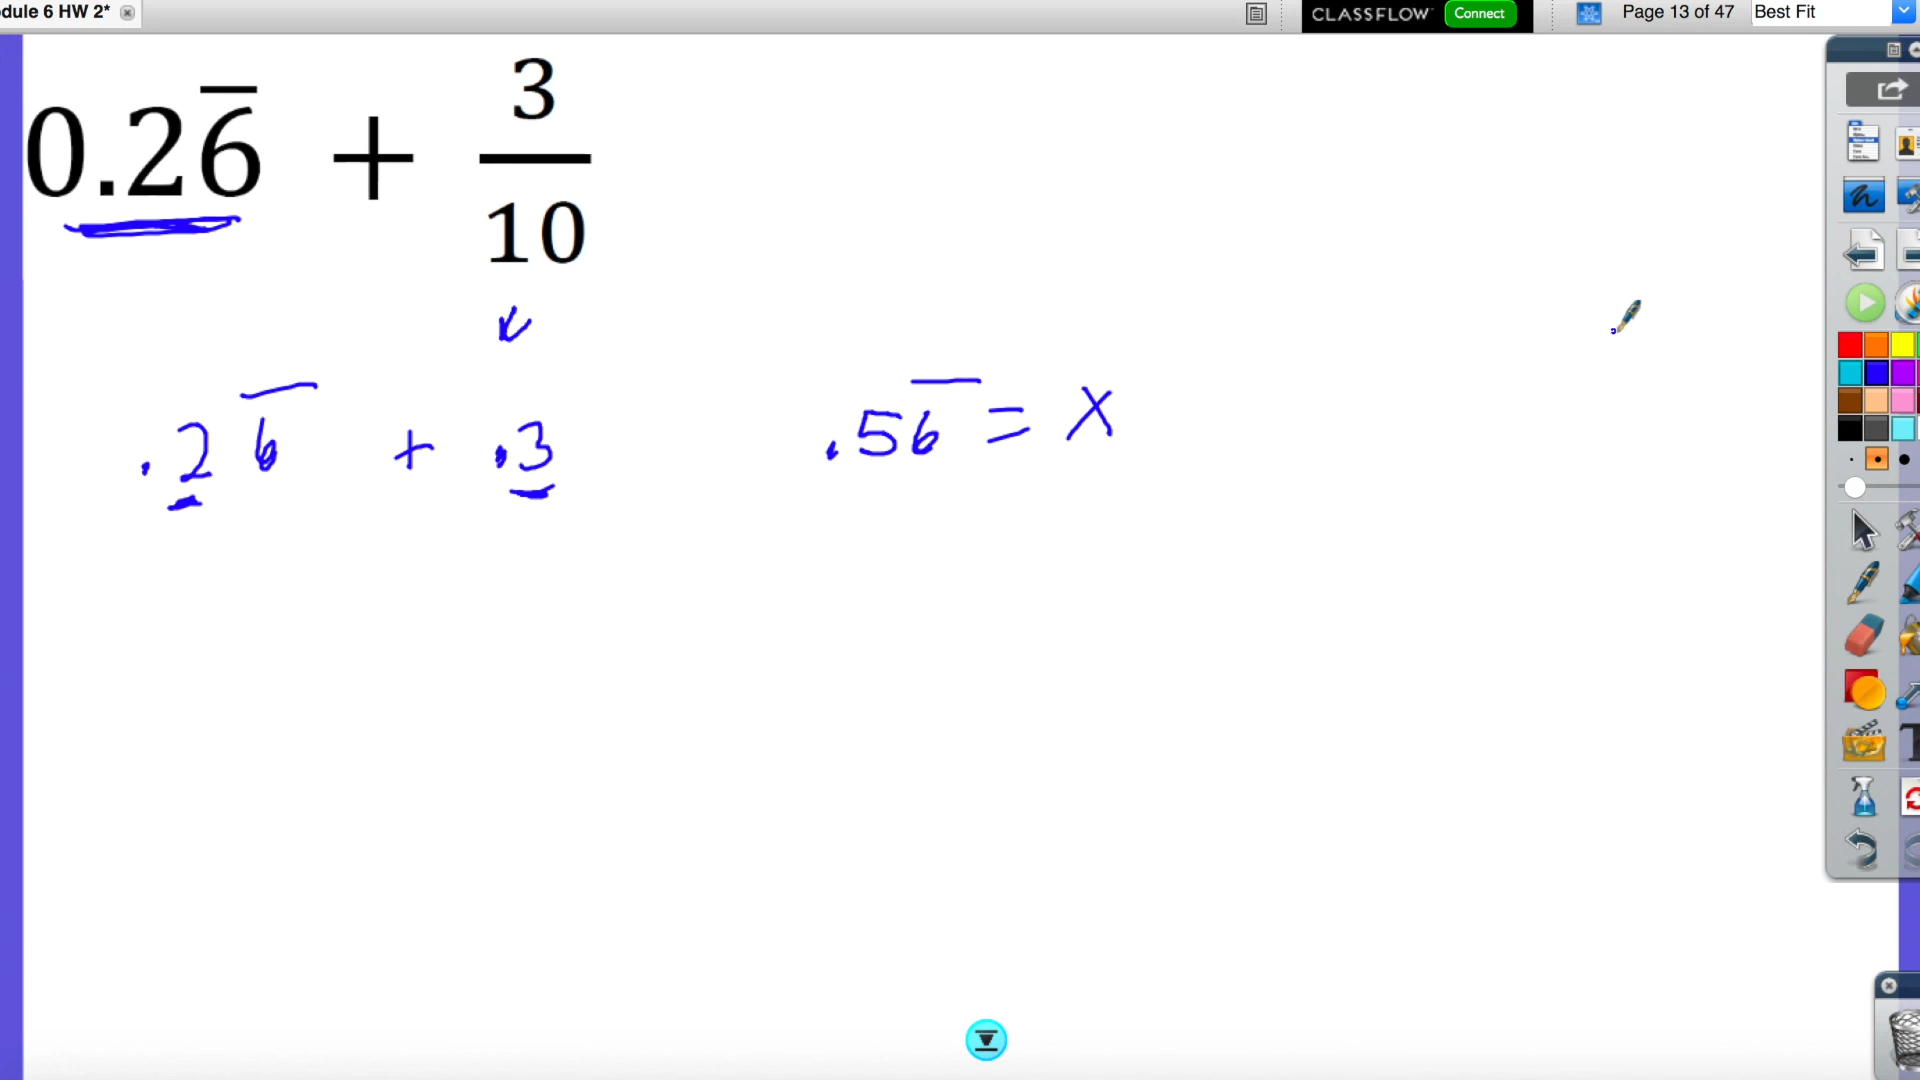 dule 6 HW 2*
CLASSFLOW Connect Page 13 of 47 Best Fit
0.26̅ + 3/10
.26̅ + .3 .56̅ = x